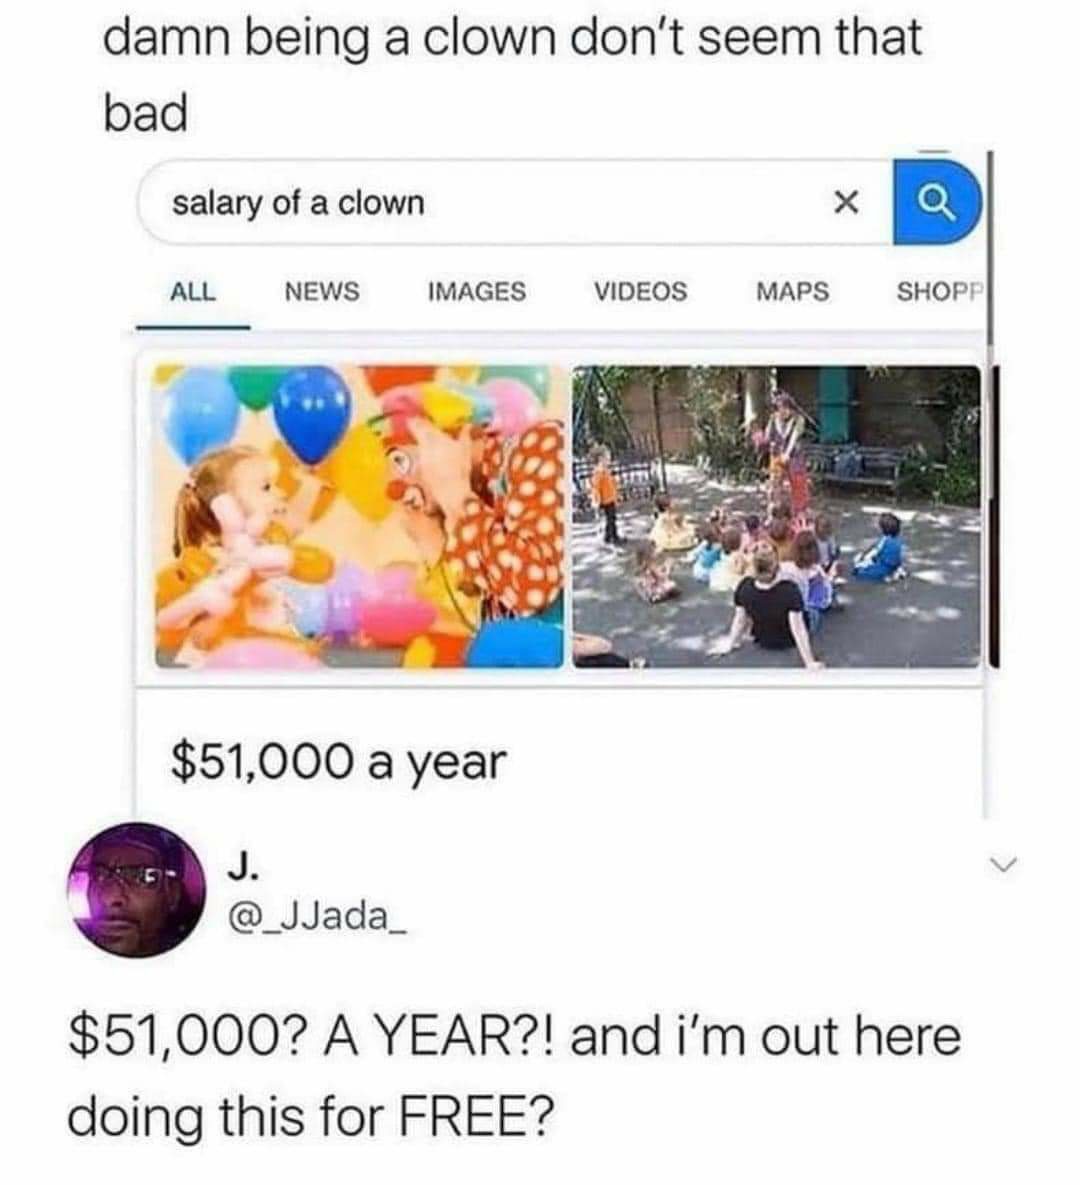 damn being a clown don't seem that
bad
salary of a clown
ALL NEWS IMAGES VIDEOS MAPS SHOPP
$51,000 a year
J.
@_JJada_
$51,000? A YEAR?! and i'm out here
doing this for FREE?